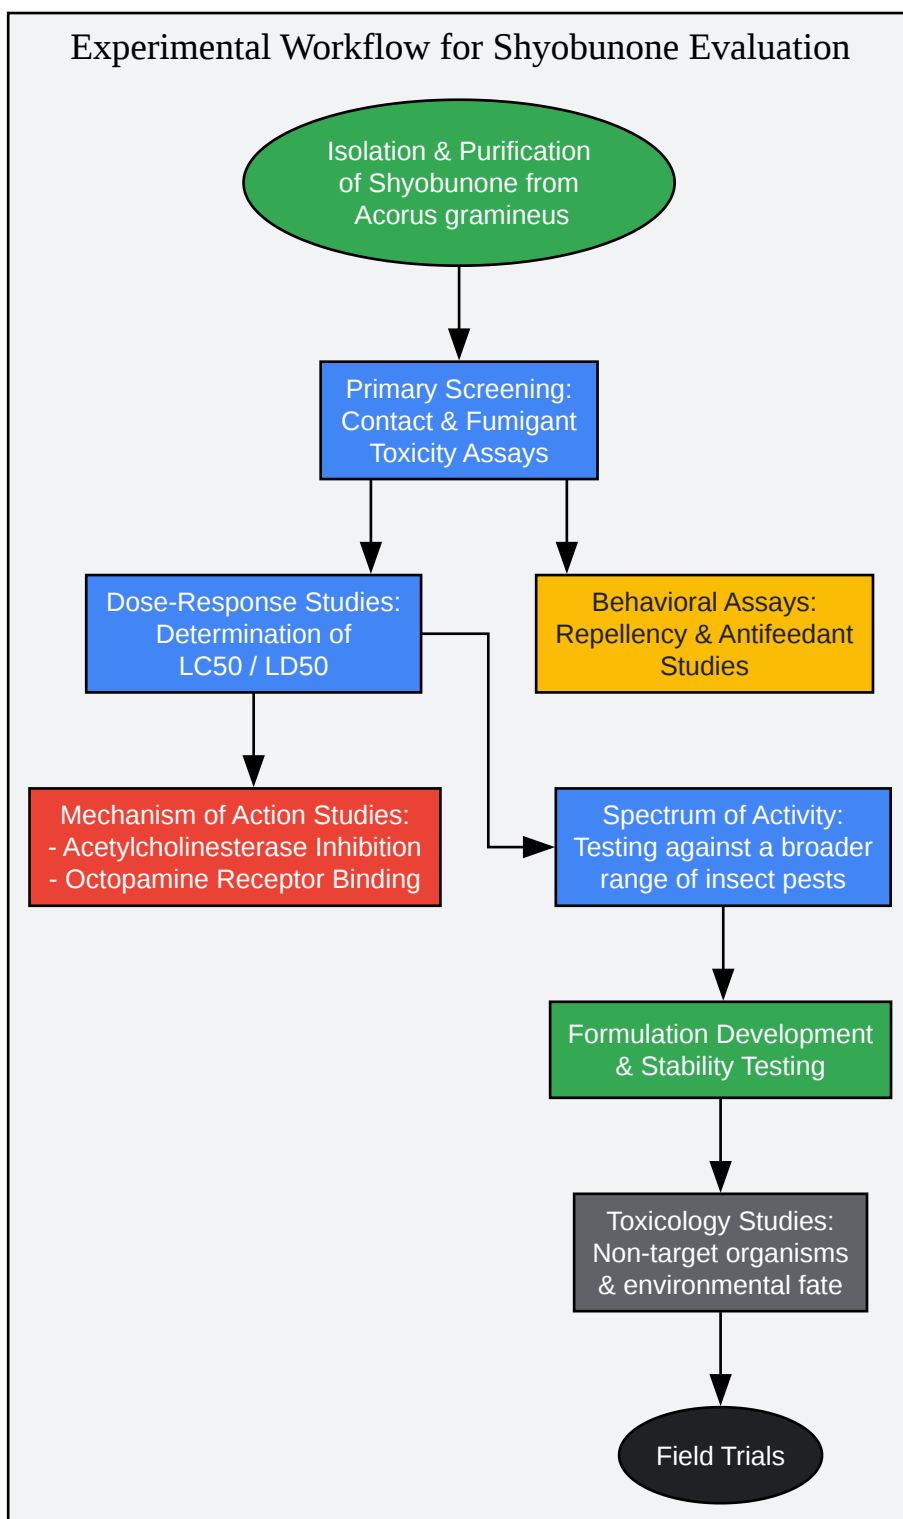 Experimental Workflow for Shyobunone Evaluation
Isolation & Purification
of Shyobunone from
Acorus gramineus
Primary Screening:
Contact & Fumigant
Toxicity Assays
Dose-Response Studies:
Determination of
LC50 / LD50
Behavioral Assays:
Repellency & Antifeedant
Studies
Mechanism of Action Studies:
- Acetylcholinesterase Inhibition
- Octopamine Receptor Binding
Spectrum of Activity:
Testing against a broader
range of insect pests
Formulation Development
& Stability Testing
Toxicology Studies:
Non-target organisms
& environmental fate
Field Trials